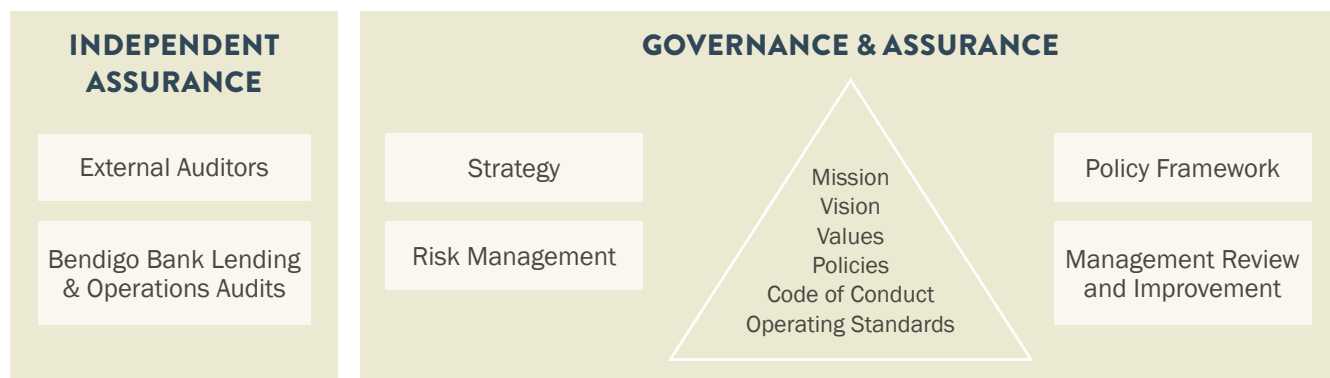 INDEPENDENT
ASSURANCE
External Auditors
Bendigo Bank Lending
& Operations Audits
GOVERNANCE & ASSURANCE
Strategy
Risk Management
Mission
Vision
Values
Policies
Code of Conduct
Operating Standards
Policy Framework
Management Review
and Improvement